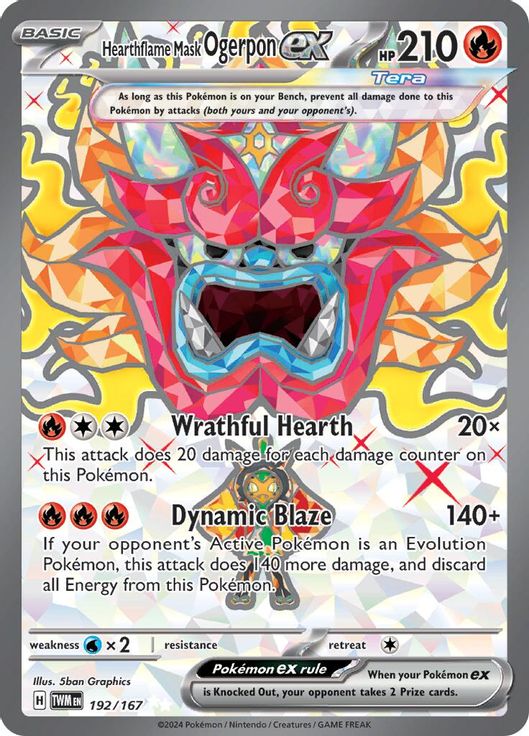 BASIC
Hearthflame Mask Ogerpon ex HP 210
Tera
As long as this Pokémon is on your Bench, prevent all damage done to this
Pokémon by attacks (both yours and your opponent's).
Wrathful Hearth 20×
This attack does 20 damage for each damage counter on
this Pokémon.
Dynamic Blaze 140+
If your opponent's Active Pokémon is an Evolution
Pokémon, this attack does 140 more damage, and discard
all Energy from this Pokémon.
weakness × 2 resistance retreat
Pokémon ex rule When your Pokémon ex
is Knocked Out, your opponent takes 2 Prize cards.
Illus. 5ban Graphics
H TWM EN 192/167
©2024 Pokémon / Nintendo / Creatures / GAME FREAK